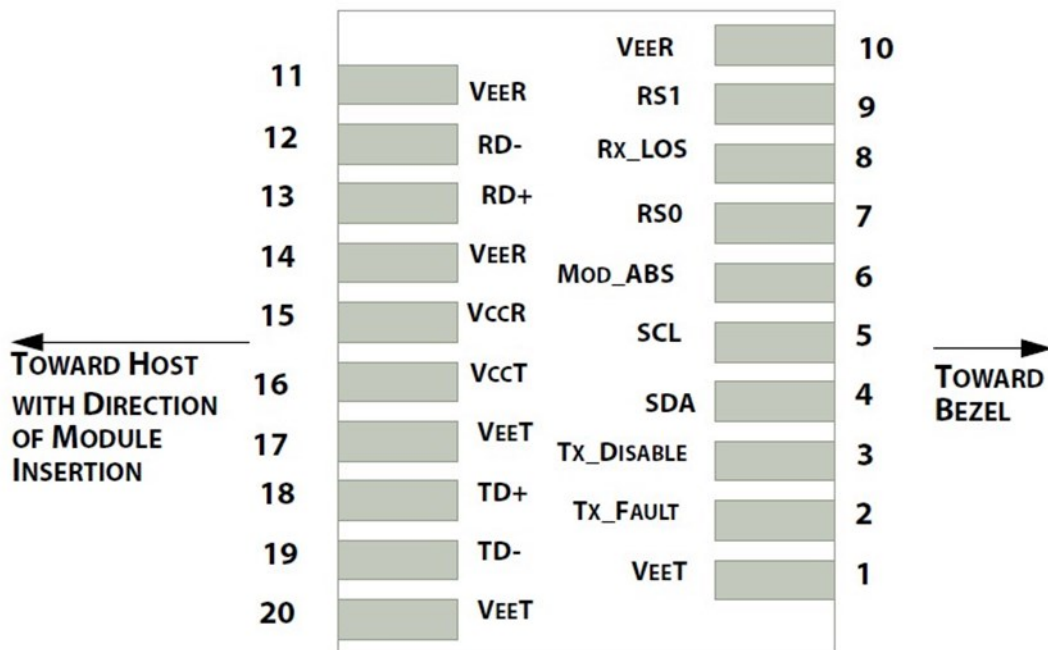 VEER 10
11 VEER
RS1 9
12 RD-
RX_LOS 8
13 RD+
RS0 7
14 VEER
MOD_ABS 6
15 VCCR
SCL 5
TOWARD HOST
WITH DIRECTION
OF MODULE
INSERTION
16 VCCT
SDA 4
TOWARD
BEZEL
17 VEET
TX_DISABLE 3
18 TD+
TX_FAULT 2
19 TD-
VEET 1
20 VEET